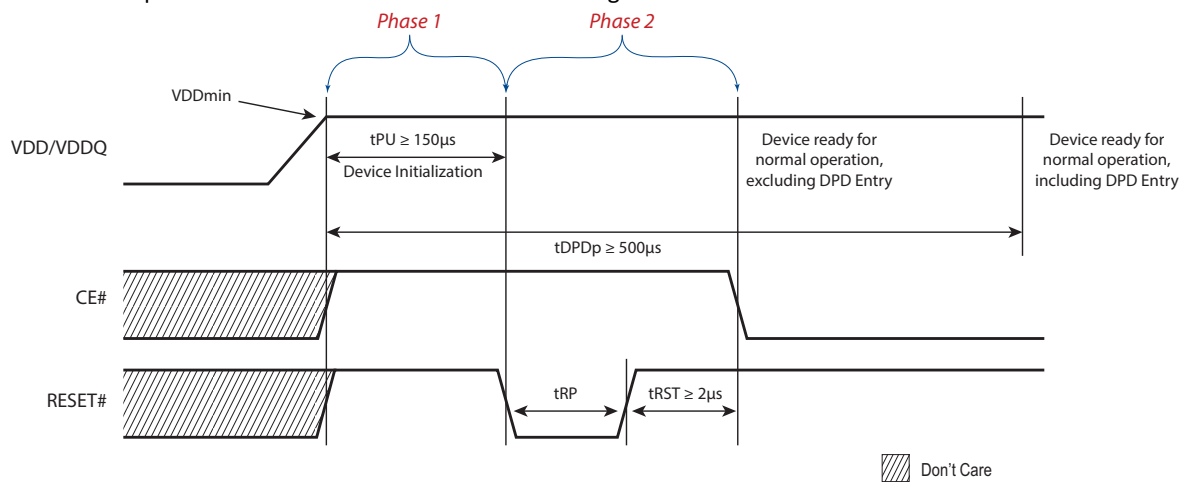 Phase 1
Phase 2
VDDmin
VDD/VDDQ
tPU ≥ 150µs
Device Initialization
Device ready for
normal operation,
excluding DPD Entry
Device ready for
normal operation,
including DPD Entry
tDPDp ≥ 500µs
CE#
RESET#
tRP
tRST ≥ 2µs
Don't Care